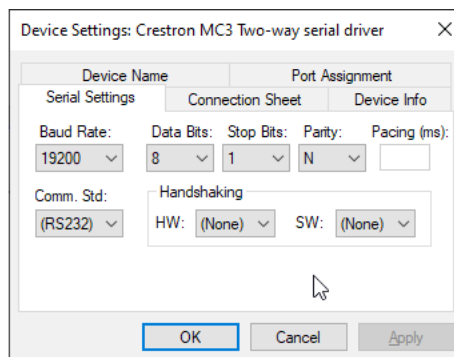 Device Settings: Crestron MC3 Two-way serial driver
Device Name Port Assignment
Serial Settings Connection Sheet Device Info
Baud Rate: Data Bits: Stop Bits: Parity: Pacing (ms):
19200 8 1 N
Comm. Std: Handshaking
(RS232) HW: (None) SW: (None)
OK Cancel Apply